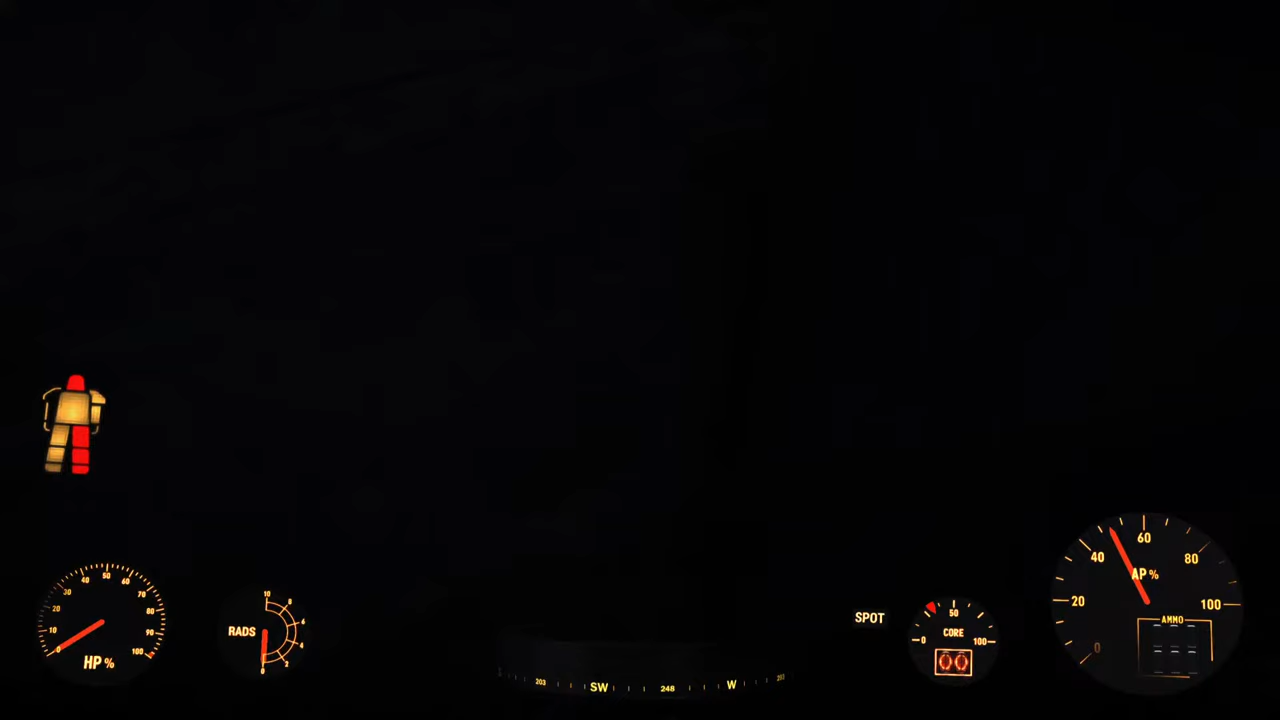 0 10 20 30 40 50 60 70 80 90 100
HP %
RADS
10 8 6 4 2 0
203 SW 248 W
SPOT
0 50 100
CORE
00
0 20 40 60 80 100
AP %
AMMO